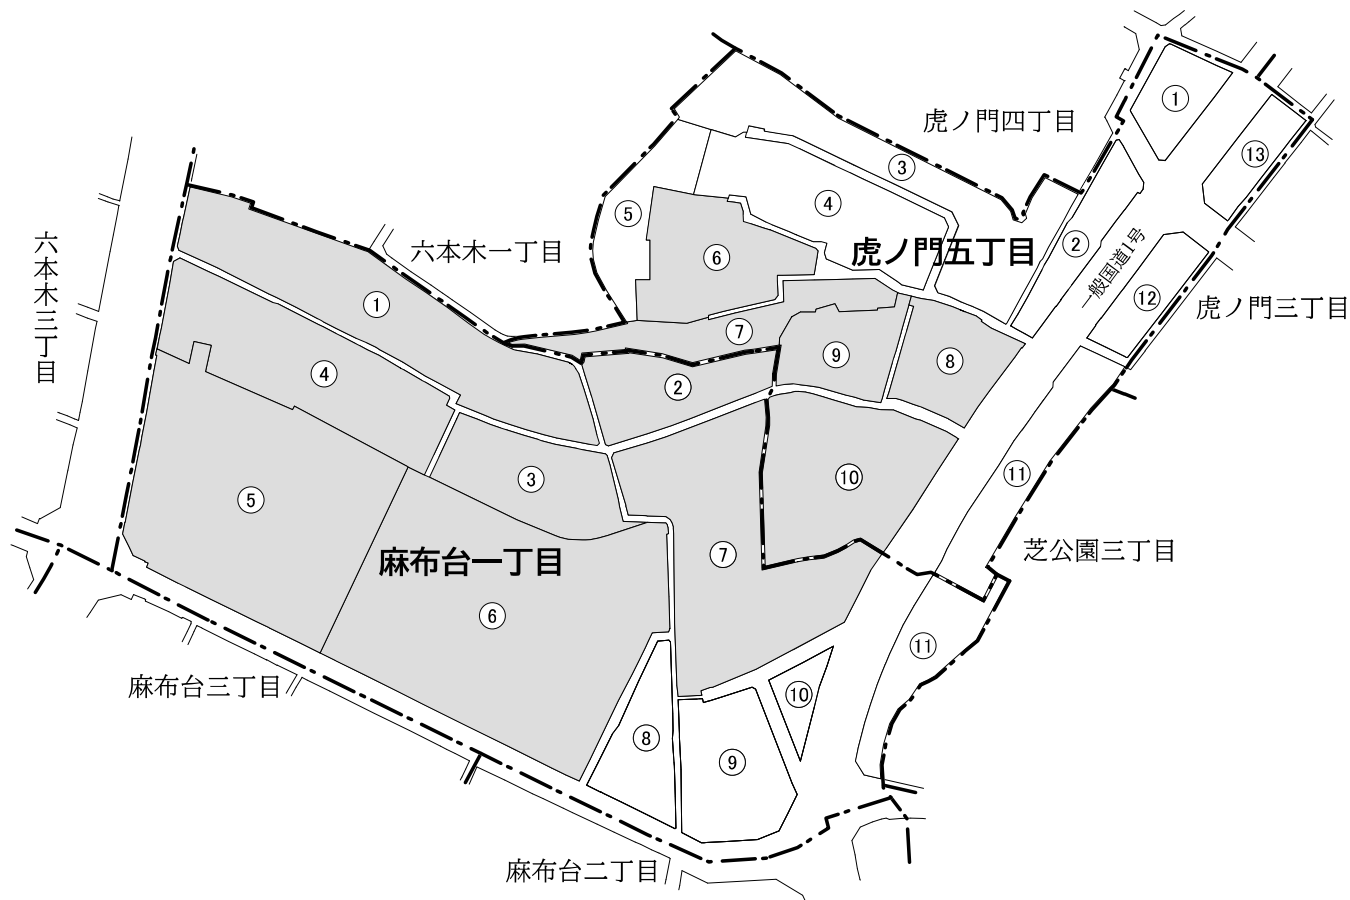 ①
虎ノ門四丁目
⑬
③
④
⑤
②
六本木一丁目
虎ノ門五丁目
⑥
一般国道1号
六本木三丁目
⑫
①
虎ノ門三丁目
⑦
⑨
⑧
④
②
⑪
③
⑩
⑤
芝公園三丁目
麻布台一丁目
⑦
⑥
⑪
麻布台三丁目
⑩
⑧
⑨
麻布台二丁目